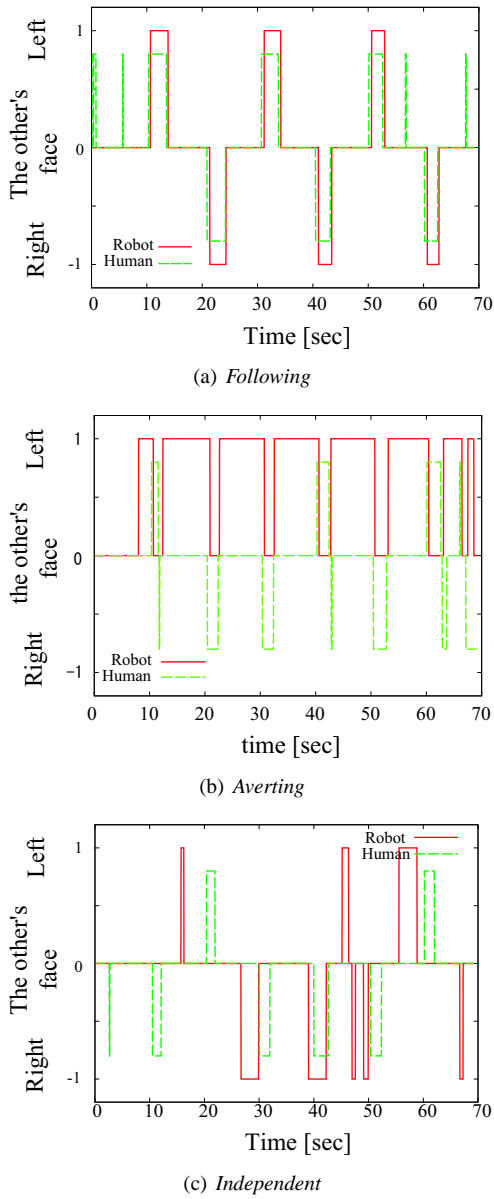 Left
1
The other's
face
0
Right
Robot
Human
-1
0 10 20 30 40 50 60 70
Time [sec]
(a) Following
Left
1
the other's
face
0
Right
Robot
Human
-1
0 10 20 30 40 50 60 70
time [sec]
(b) Averting
Left
1
Robot
Human
The other's
face
0
Right
-1
0 10 20 30 40 50 60 70
Time [sec]
(c) Independent